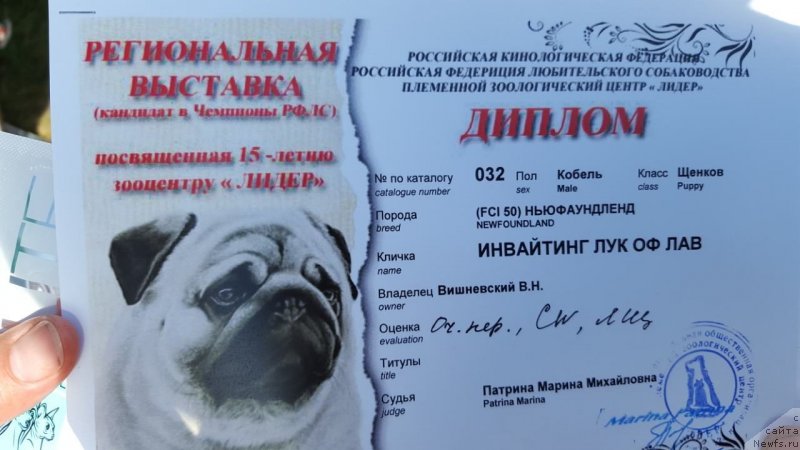 РЕГИОНАЛЬНАЯ
ВЫСТАВКА
(кандидат в Чемпионы РФЛС)
посвященная 15 -летию
зооцентру « ЛИДЕР»
РОССИЙСКАЯ КИНОЛОГИЧЕСКАЯ ФЕДЕРАЦИЯ
РОССИЙСКАЯ ФЕДЕРИЦИЯ ЛЮБИТЕЛЬСКОГО СОБАКОВОДСТВА
ПЛЕМЕННОЙ ЗООЛОГИЧЕСКИЙ ЦЕНТР « ЛИДЕР»
ДИПЛОМ
№ по каталогу 032 Пол Кобель Класс Щенков
catalogue number sex Male class Puppy
Порода (FCI 50) НЬЮФАУНДЛЕНД
breed NEWFOUNDLAND
Кличка ИНВАЙТИНГ ЛУК ОФ ЛАВ
name
Владелец Вишневский В.Н.
owner
Оценка Оч. пер., CW, ЛЩ
evaluation
Титулы
title
Судья Патрина Марина Михайловна
judge Patrina Marina
Marina Patrina
с
сайта
Newfs.ru